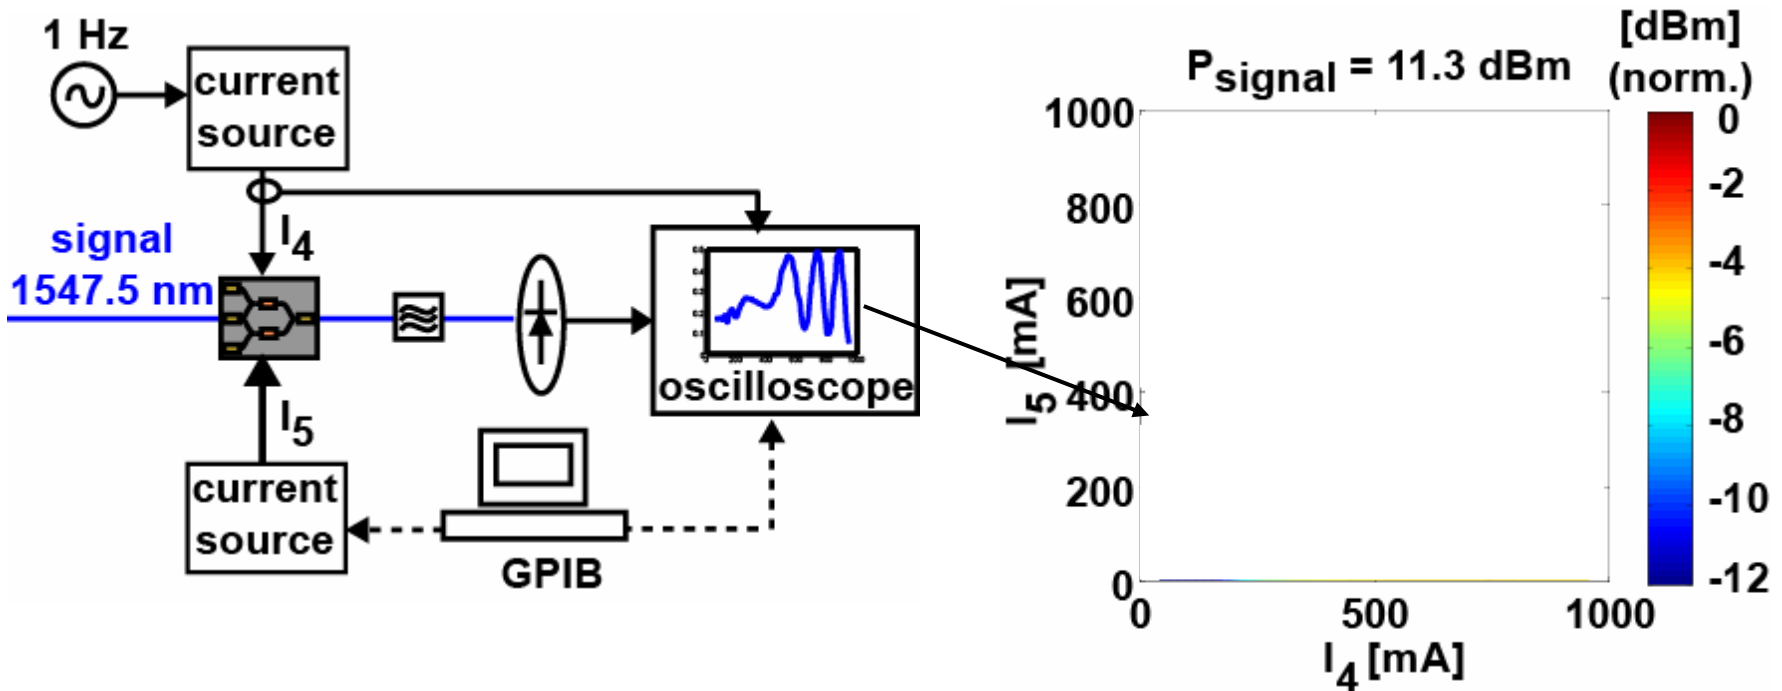 1 Hz
current
source
signal
1547.5 nm
I4
I5
current
source
GPIB
oscilloscope
Psignal = 11.3 dBm
[dBm]
(norm.)
1000
800
600
400
200
0
0
500
1000
I5 [mA]
I4 [mA]
0
-2
-4
-6
-8
-10
-12